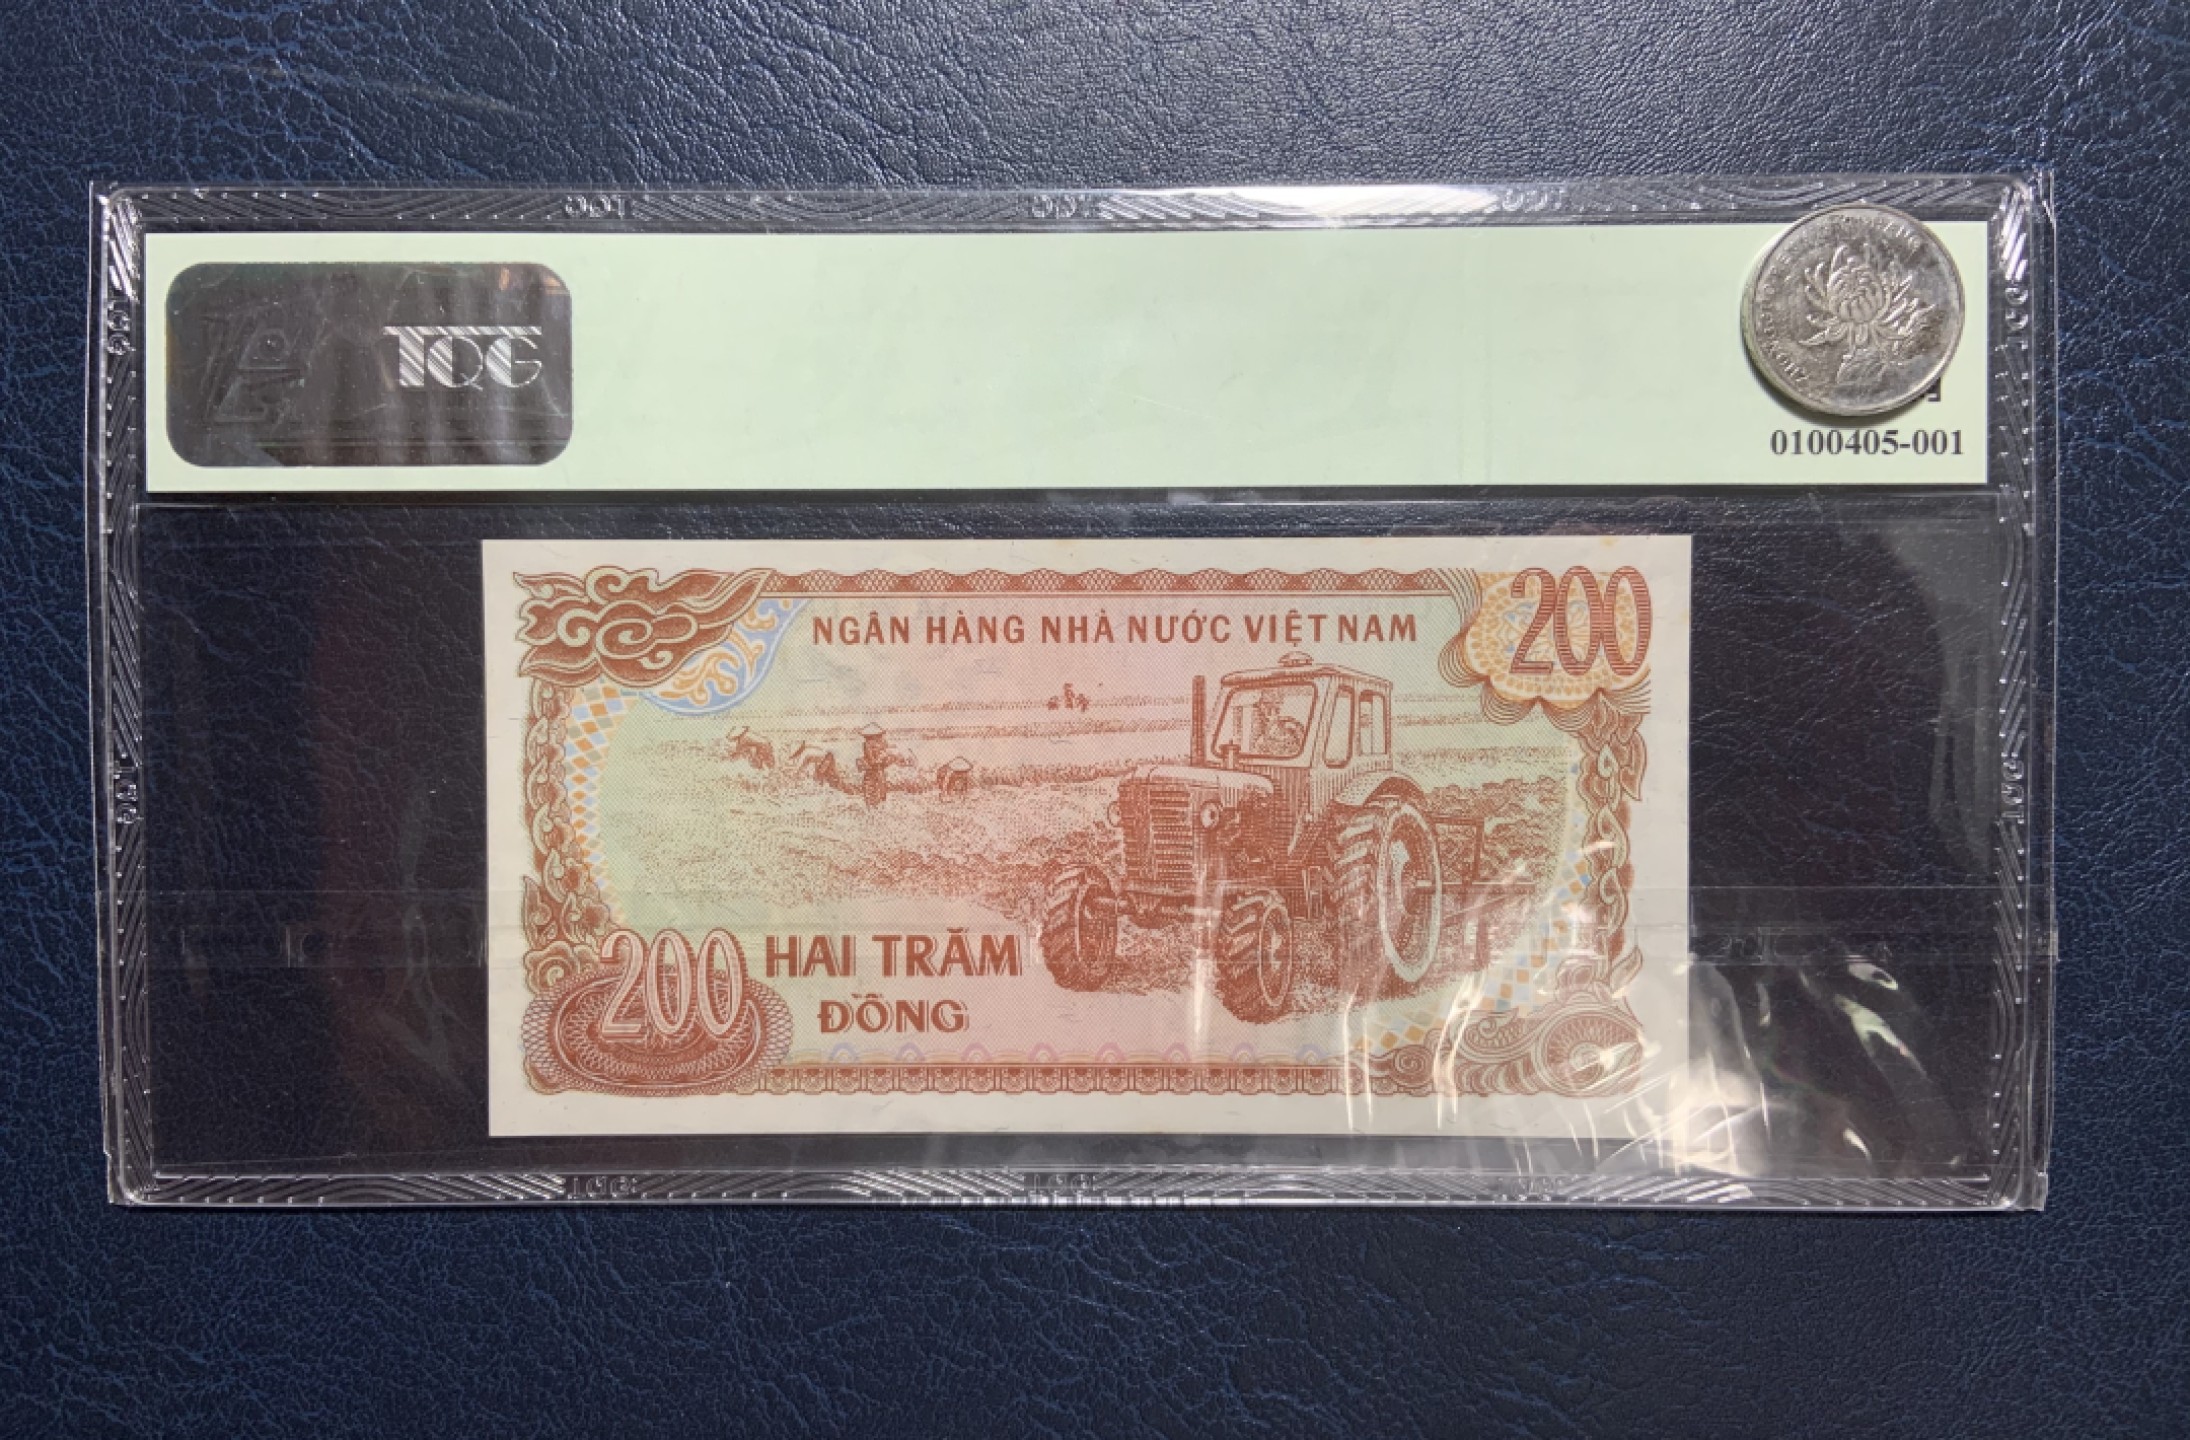 TQG
0100405-001
200
NGÂN HÀNG NHÀ NƯỚC VIỆT NAM
200 HAI TRĂM
ĐỒNG